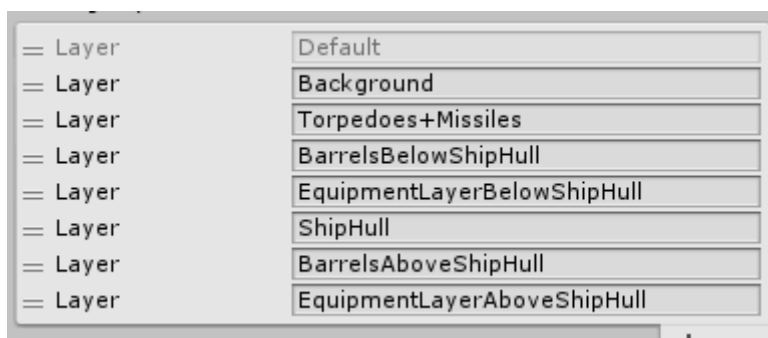 Layer Default
Layer Background
Layer Torpedoes+Missiles
Layer BarrelsBelowShipHull
Layer EquipmentLayerBelowShipHull
Layer ShipHull
Layer BarrelsAboveShipHull
Layer EquipmentLayerAboveShipHull